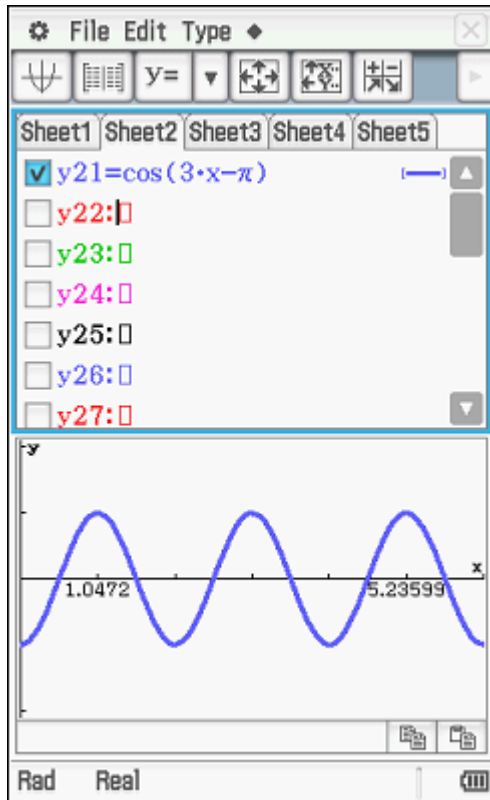 File Edit Type ◆
y= ▼
Sheet1 Sheet2 Sheet3 Sheet4 Sheet5
y21=cos(3·x−π)
y22:▯
y23:▯
y24:▯
y25:▯
y26:▯
y27:▯
y
x
1.0472 5.23599
Rad Real